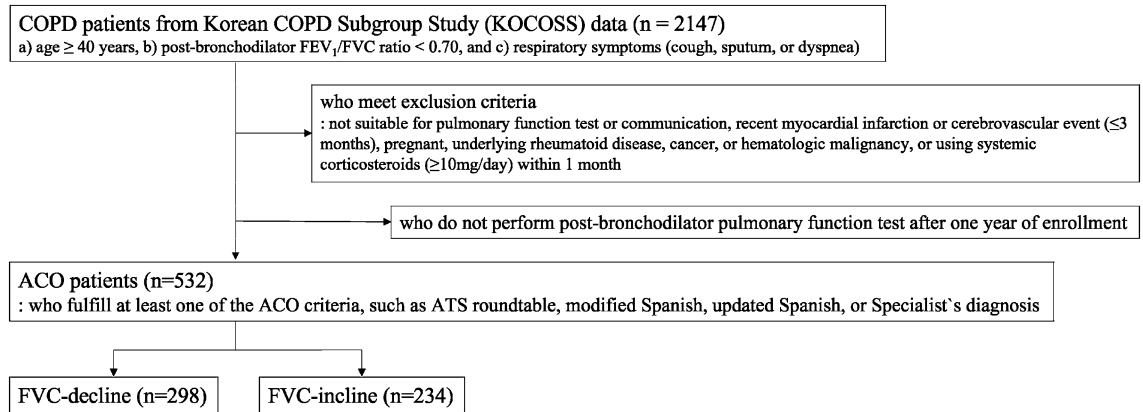 COPD patients from Korean COPD Subgroup Study (KOCOSS) data (n = 2147)
a) age ≥ 40 years, b) post-bronchodilator FEV₁/FVC ratio < 0.70, and c) respiratory symptoms (cough, sputum, or dyspnea)
who meet exclusion criteria
: not suitable for pulmonary function test or communication, recent myocardial infarction or cerebrovascular event (≤3
months), pregnant, underlying rheumatoid disease, cancer, or hematologic malignancy, or using systemic
corticosteroids (≥10mg/day) within 1 month
who do not perform post-bronchodilator pulmonary function test after one year of enrollment
ACO patients (n=532)
: who fulfill at least one of the ACO criteria, such as ATS roundtable, modified Spanish, updated Spanish, or Specialist`s diagnosis
FVC-decline (n=298)
FVC-incline (n=234)